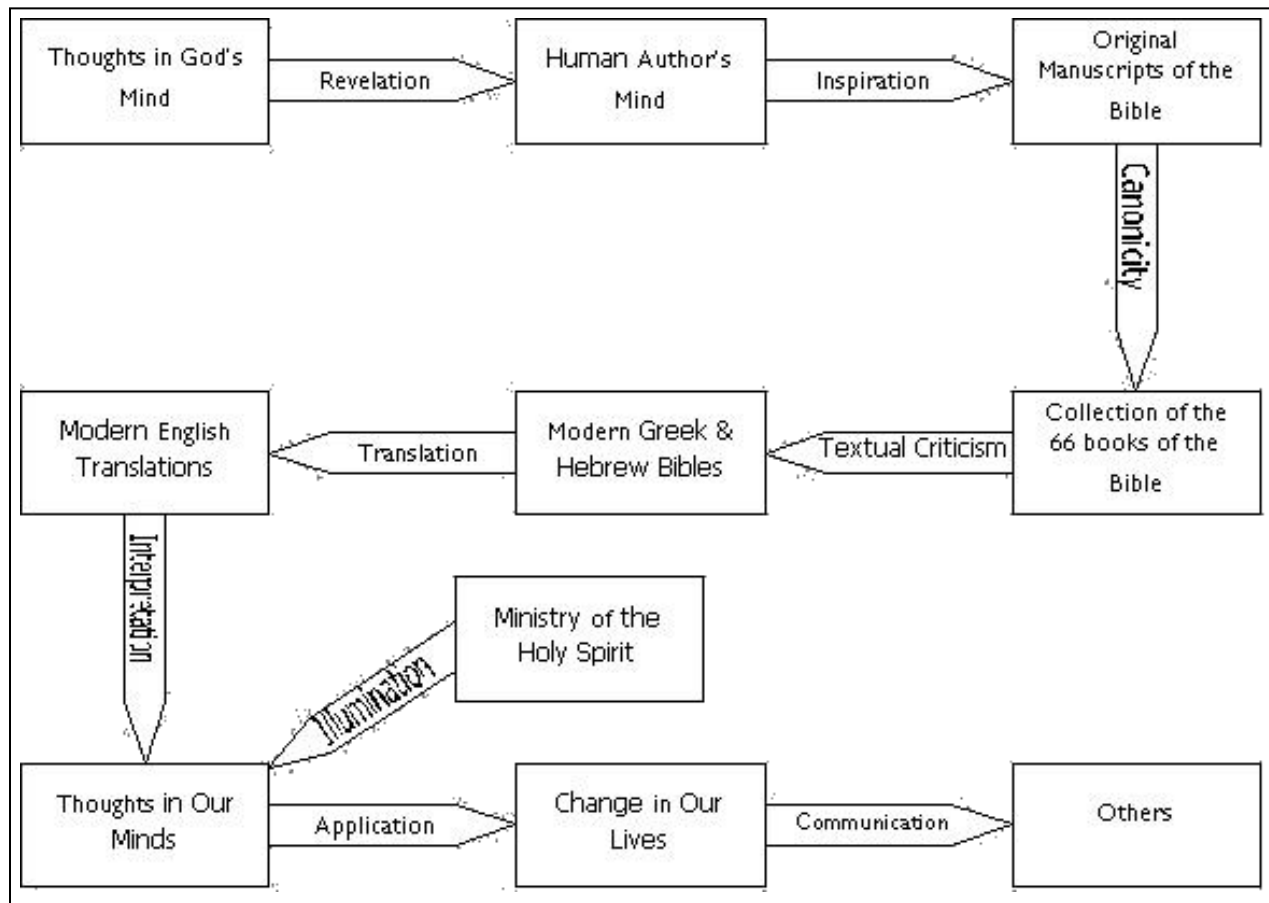 Thoughts in God's
Mind
Revelation
Human Author's
Mind
Inspiration
Original
Manuscripts of the
Bible
Canonicity
Collection of the
66 books of the
Bible
Textual Criticism
Modern Greek &
Hebrew Bibles
Translation
Modern English
Translations
Interpretation
Ministry of the
Holy Spirit
Illumination
Thoughts in Our
Minds
Application
Change in Our
Lives
Communication
Others